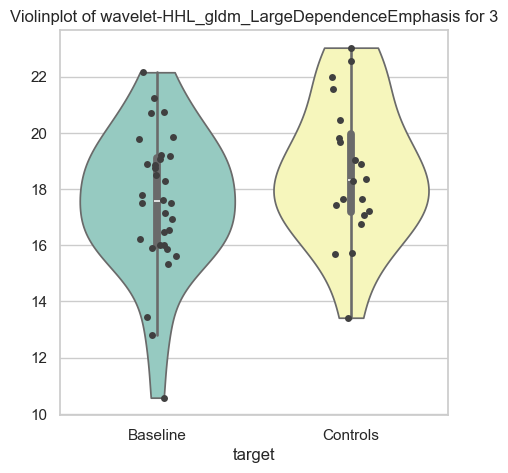 Violinplot of wavelet-HHL_gldm_LargeDependenceEmphasis for 3
22
20
18
16
14
12
10
Baseline
Controls
target